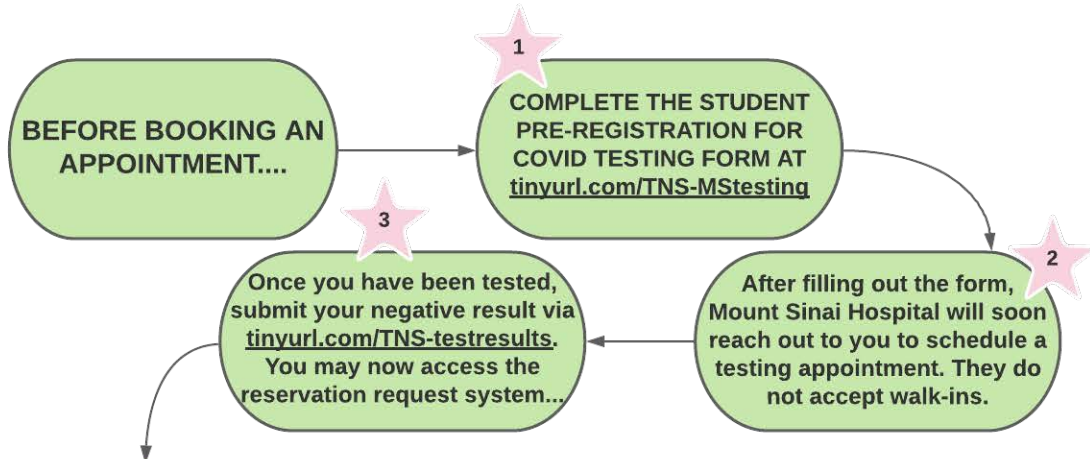 BEFORE BOOKING AN
APPOINTMENT....
1
COMPLETE THE STUDENT
PRE-REGISTRATION FOR
COVID TESTING FORM AT
tinyurl.com/TNS-MStesting
2
After filling out the form,
Mount Sinai Hospital will soon
reach out to you to schedule a
testing appointment. They do
not accept walk-ins.
3
Once you have been tested,
submit your negative result via
tinyurl.com/TNS-testresults.
You may now access the
reservation request system...